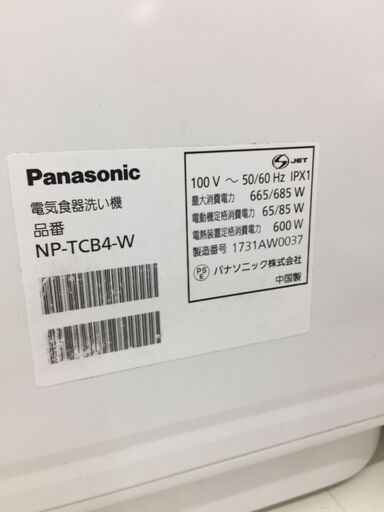 Panasonic
電気食器洗い機
品番
NP-TCB4-W
JET
100 V ～ 50/60 Hz IPX1
最大消費電力 665/685 W
電動機定格消費電力 65/85 W
電熱装置定格消費電力 600 W
製造番号 1731AW0037
PS
E
パナソニック株式会社
中国製